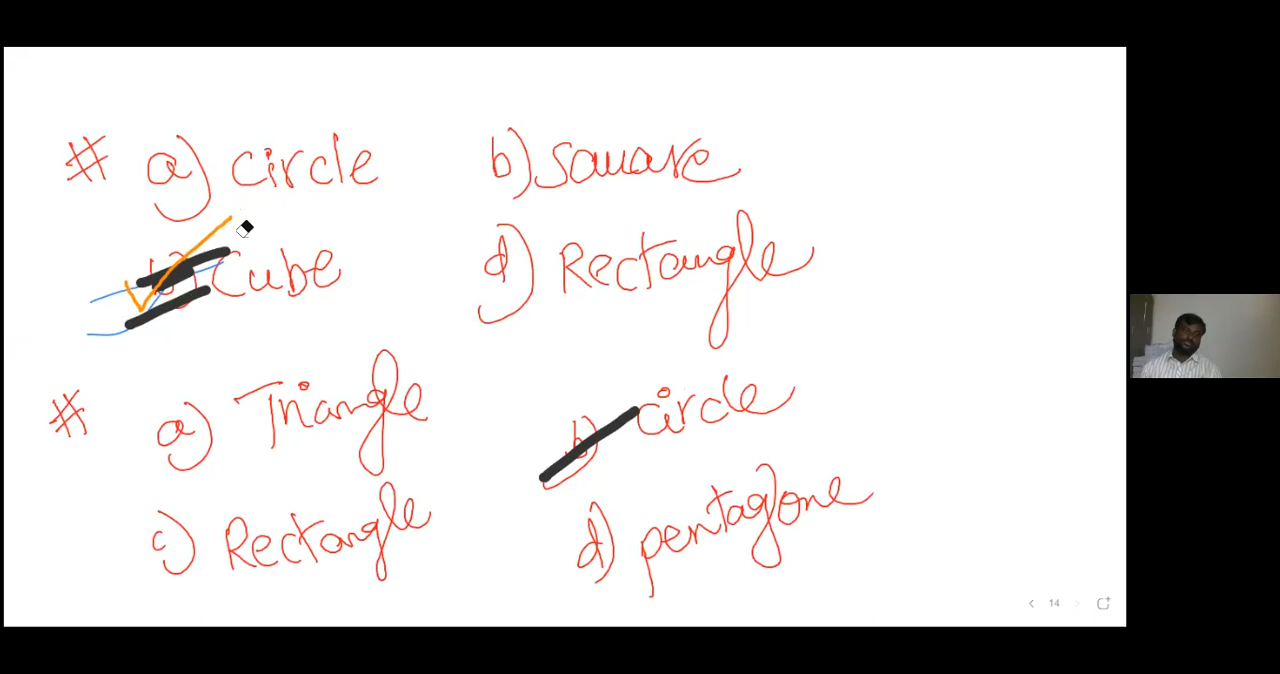 # a) circle b) square
b) Cube d) Rectangle
# a) Triangle b) circle
c) Rectangle d) pentagone
14